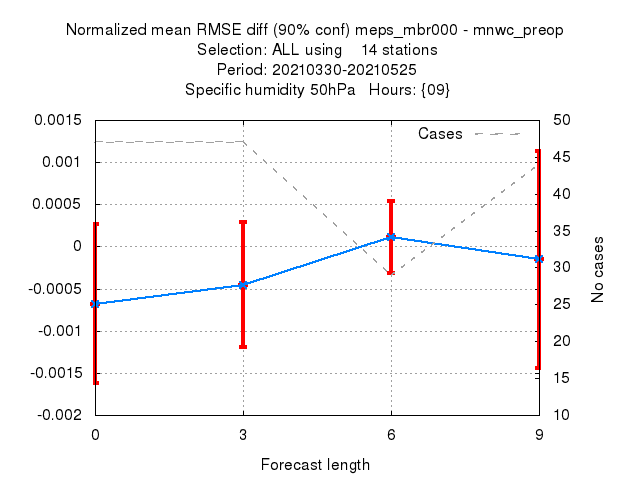 Normalized mean RMSE diff (90% conf) meps_mbr000 - mnwc_preop
Selection: ALL using    14 stations
Period: 20210330-20210525
Specific humidity 50hPa   Hours: {09}
Cases
0.0015
0.001
0.0005
0
-0.0005
-0.001
-0.0015
-0.002
50
45
40
35
30
25
20
15
10
No cases
0 3 6 9
Forecast length